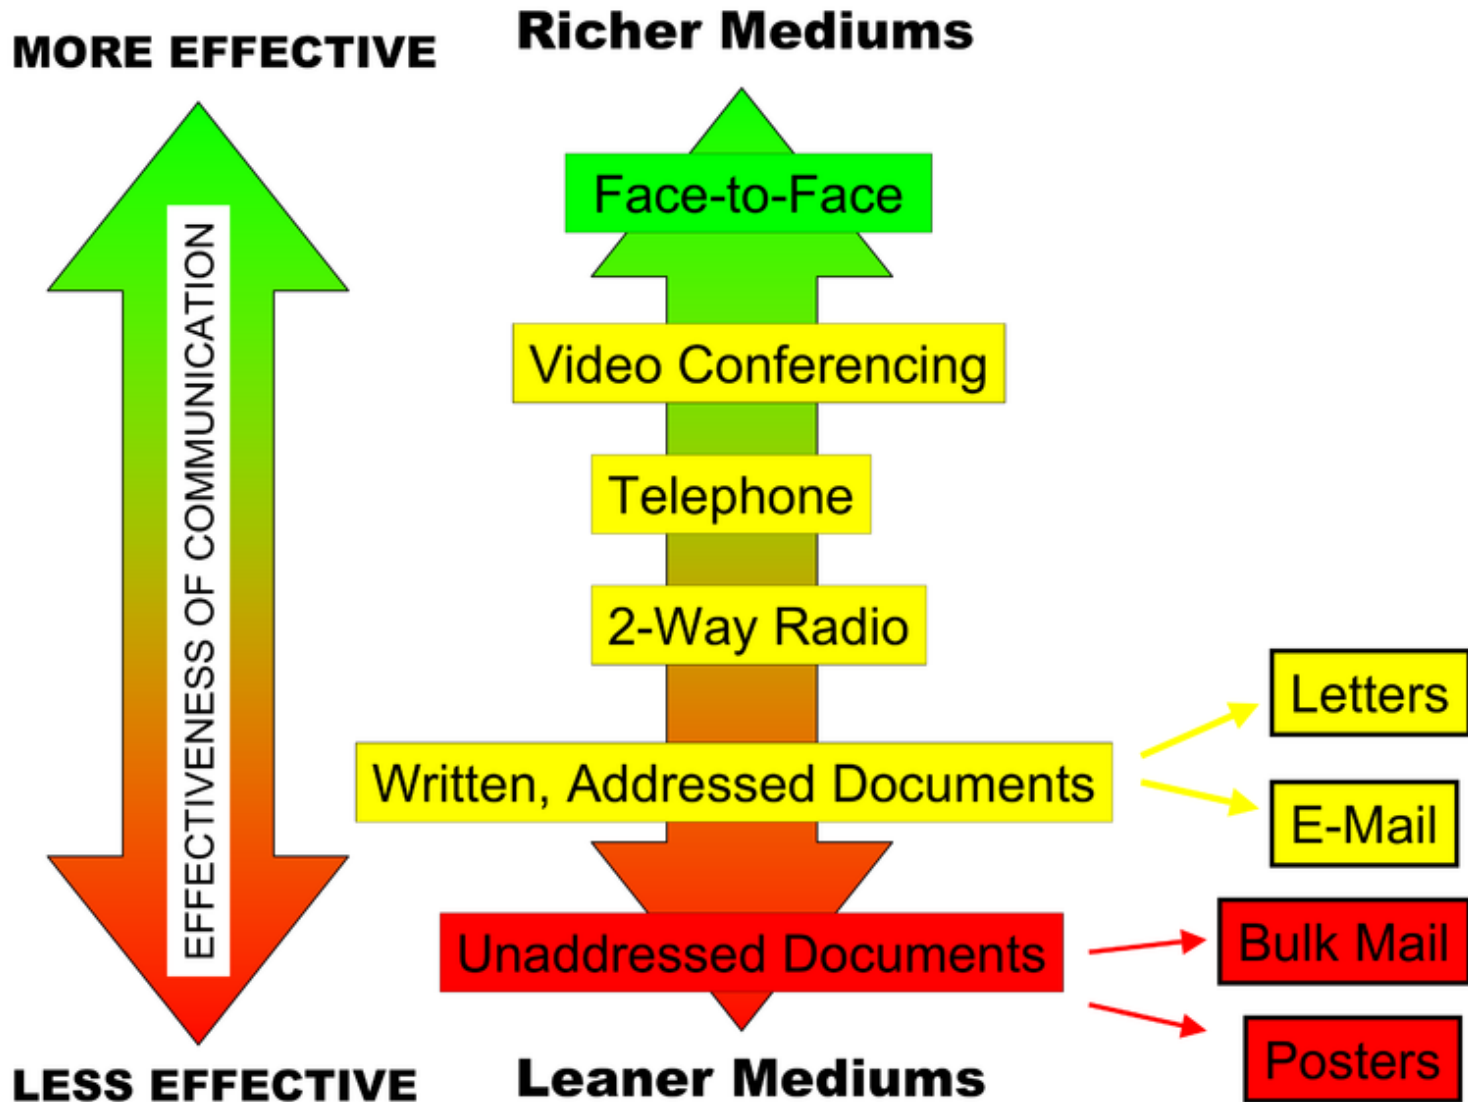 MORE EFFECTIVE
Richer Mediums
EFFECTIVENESS OF COMMUNICATION
Face-to-Face
Video Conferencing
Telephone
2-Way Radio
Written, Addressed Documents
Letters
E-Mail
Unaddressed Documents
Bulk Mail
Posters
LESS EFFECTIVE
Leaner Mediums